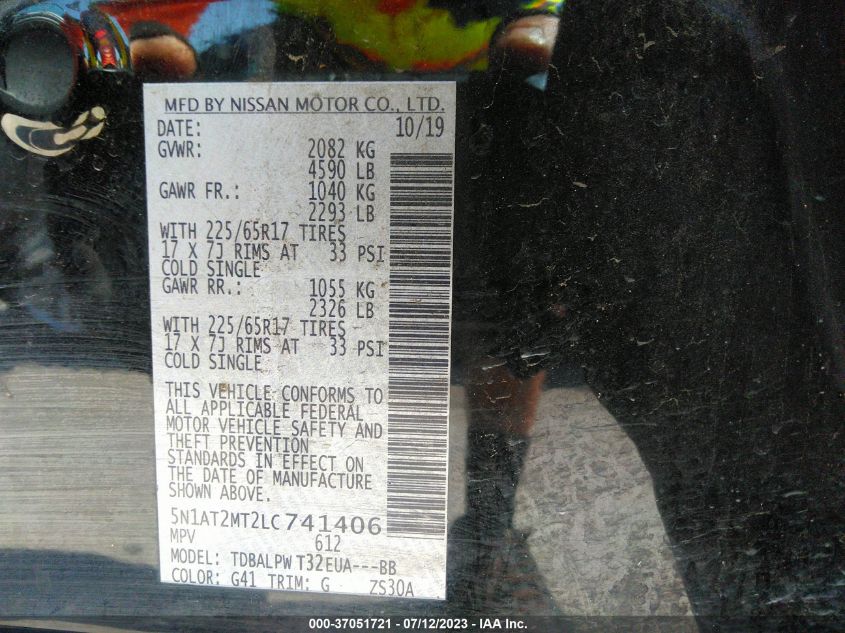 MFD BY NISSAN MOTOR CO., LTD.
DATE: 10/19
GVWR: 2082 KG
4590 LB
GAWR FR.: 1040 KG
2293 LB
WITH 225/65R17 TIRES
17 X 7J RIMS AT 33 PSI
COLD SINGLE
GAWR RR.: 1055 KG
2326 LB
WITH 225/65R17 TIRES
17 X 7J RIMS AT 33 PSI
COLD SINGLE
THIS VEHICLE CONFORMS TO
ALL APPLICABLE FEDERAL
MOTOR VEHICLE SAFETY AND
THEFT PREVENTION
STANDARDS IN EFFECT ON
THE DATE OF MANUFACTURE
SHOWN ABOVE.
5N1AT2MT2LC741406
MPV 612
MODEL: TDBALPW T32EUA---BB
COLOR: G41 TRIM: G ZS30A
000-37051721 - 07/12/2023 - IAA Inc.